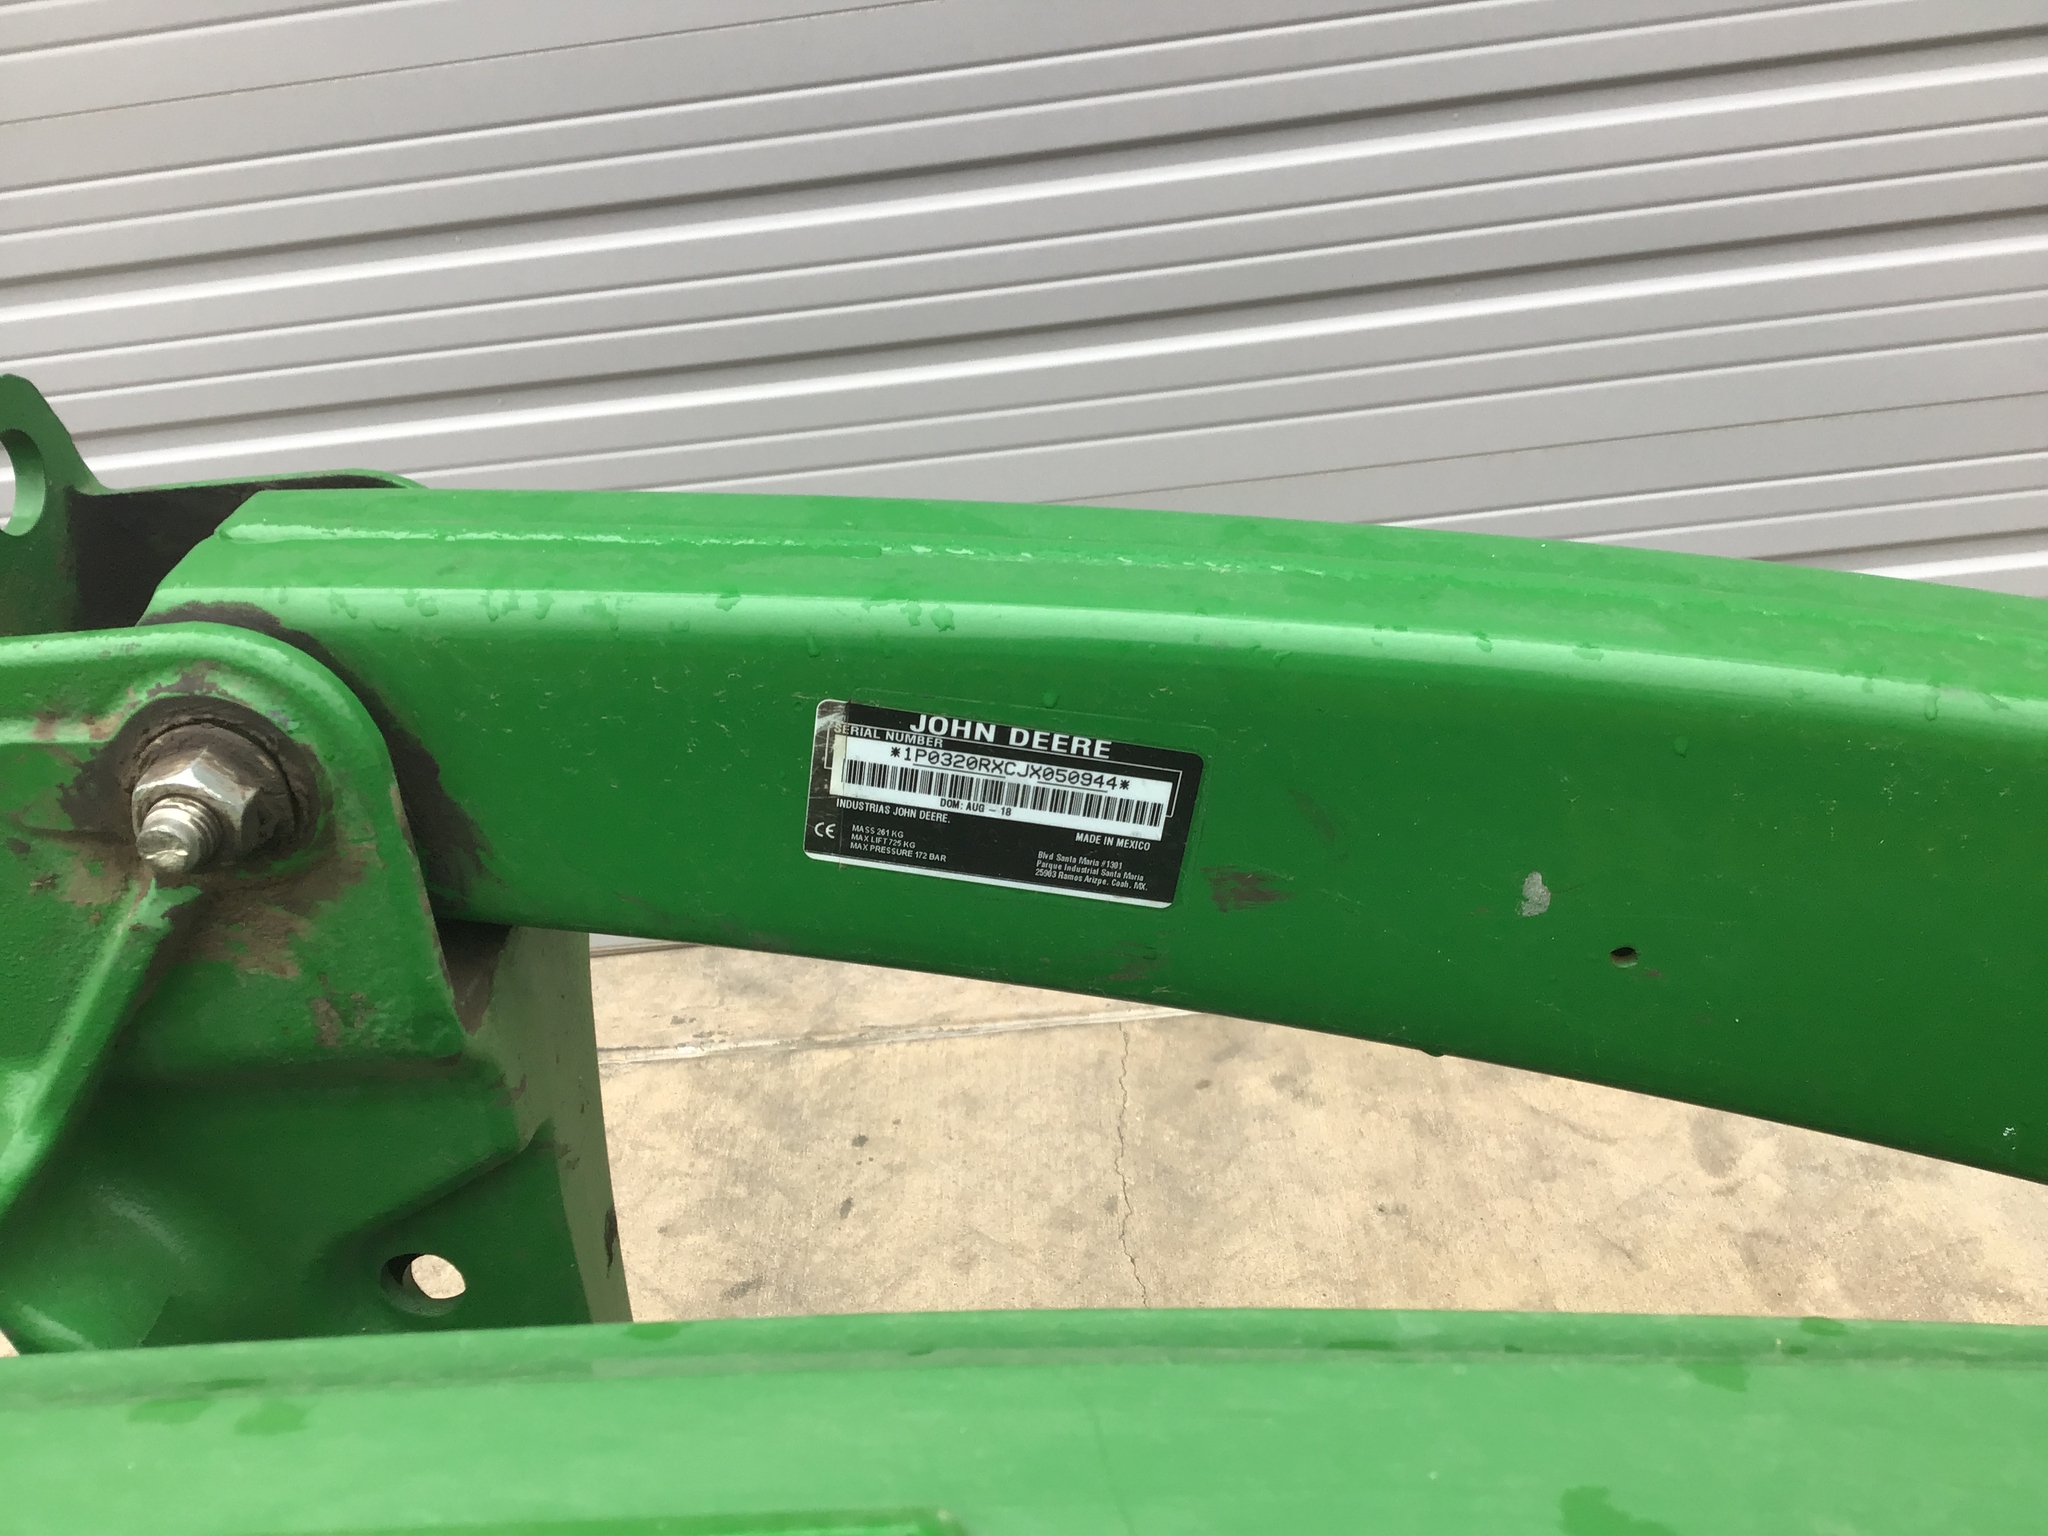 JOHN DEERE
SERIAL NUMBER
*1P0320RXCJX050944*
DOM: AUG - 18
INDUSTRIAS JOHN DEERE.
MADE IN MEXICO
CE
MASS 261 KG
MAX LIFT 725 KG
MAX PRESSURE 172 BAR
Blvd Santa Maria #1301
Parque Industrial Santa Maria
25903 Ramos Arizpe. Coah. MX.